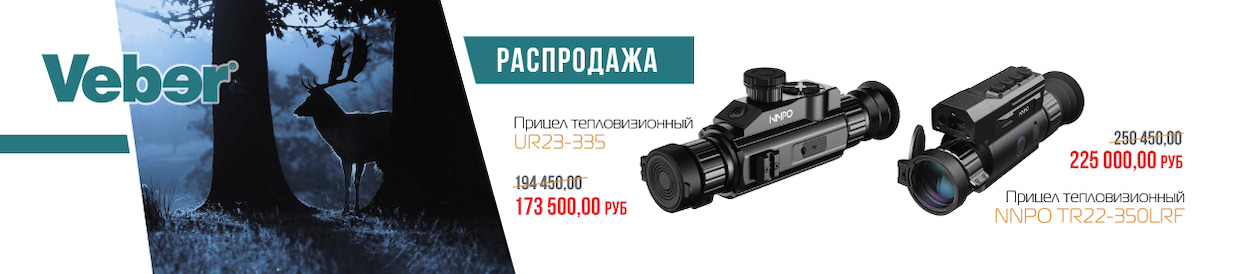 Veber®
РАСПРОДАЖА
Прицел тепловизионный
UR23-335
194 450,00
173 500,00 РУБ
NNPO
NNPO
250 450,00
225 000,00 РУБ
Прицел тепловизионный
NNPO TR22-350LRF